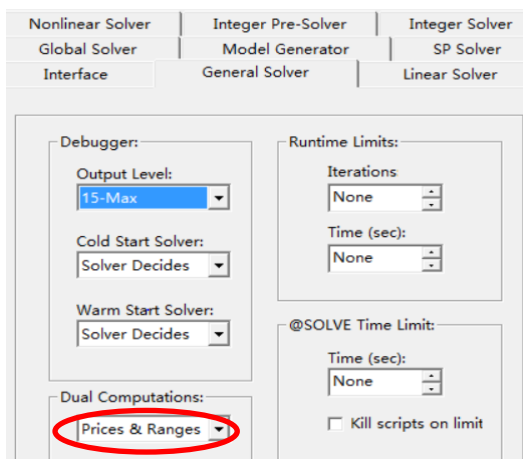 Nonlinear Solver
Integer Pre-Solver
Integer Solver
Global Solver
Model Generator
SP Solver
Interface
General Solver
Linear Solver
Debugger:
Output Level:
15-Max
Cold Start Solver:
Solver Decides
Warm Start Solver:
Solver Decides
Dual Computations:
Prices & Ranges
Runtime Limits:
Iterations
None
Time (sec):
None
@SOLVE Time Limit:
Time (sec):
None
Kill scripts on limit